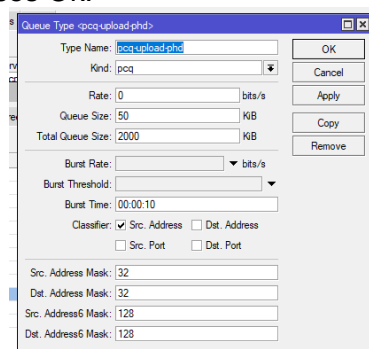 Queue Type <pcq-upload-phd>
Type Name: pcq-upload-phd
Kind: pcq
Rate: 0 bits/s
Queue Size: 50 KiB
Total Queue Size: 2000 KiB
Burst Rate: bits/s
Burst Threshold:
Burst Time: 00:00:10
Classifier: Src. Address Dst. Address
Src. Port Dst. Port
Src. Address Mask: 32
Dst. Address Mask: 32
Src. Address6 Mask: 128
Dst. Address6 Mask: 128
OK
Cancel
Apply
Copy
Remove